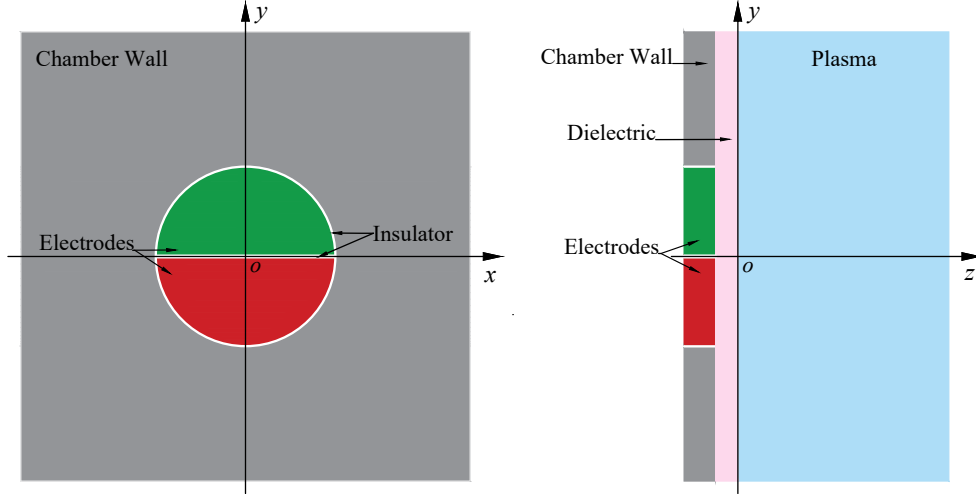 y
Chamber Wall
Electrodes
Insulator
o
x
y
Chamber Wall
Plasma
Dielectric
Electrodes
o
z